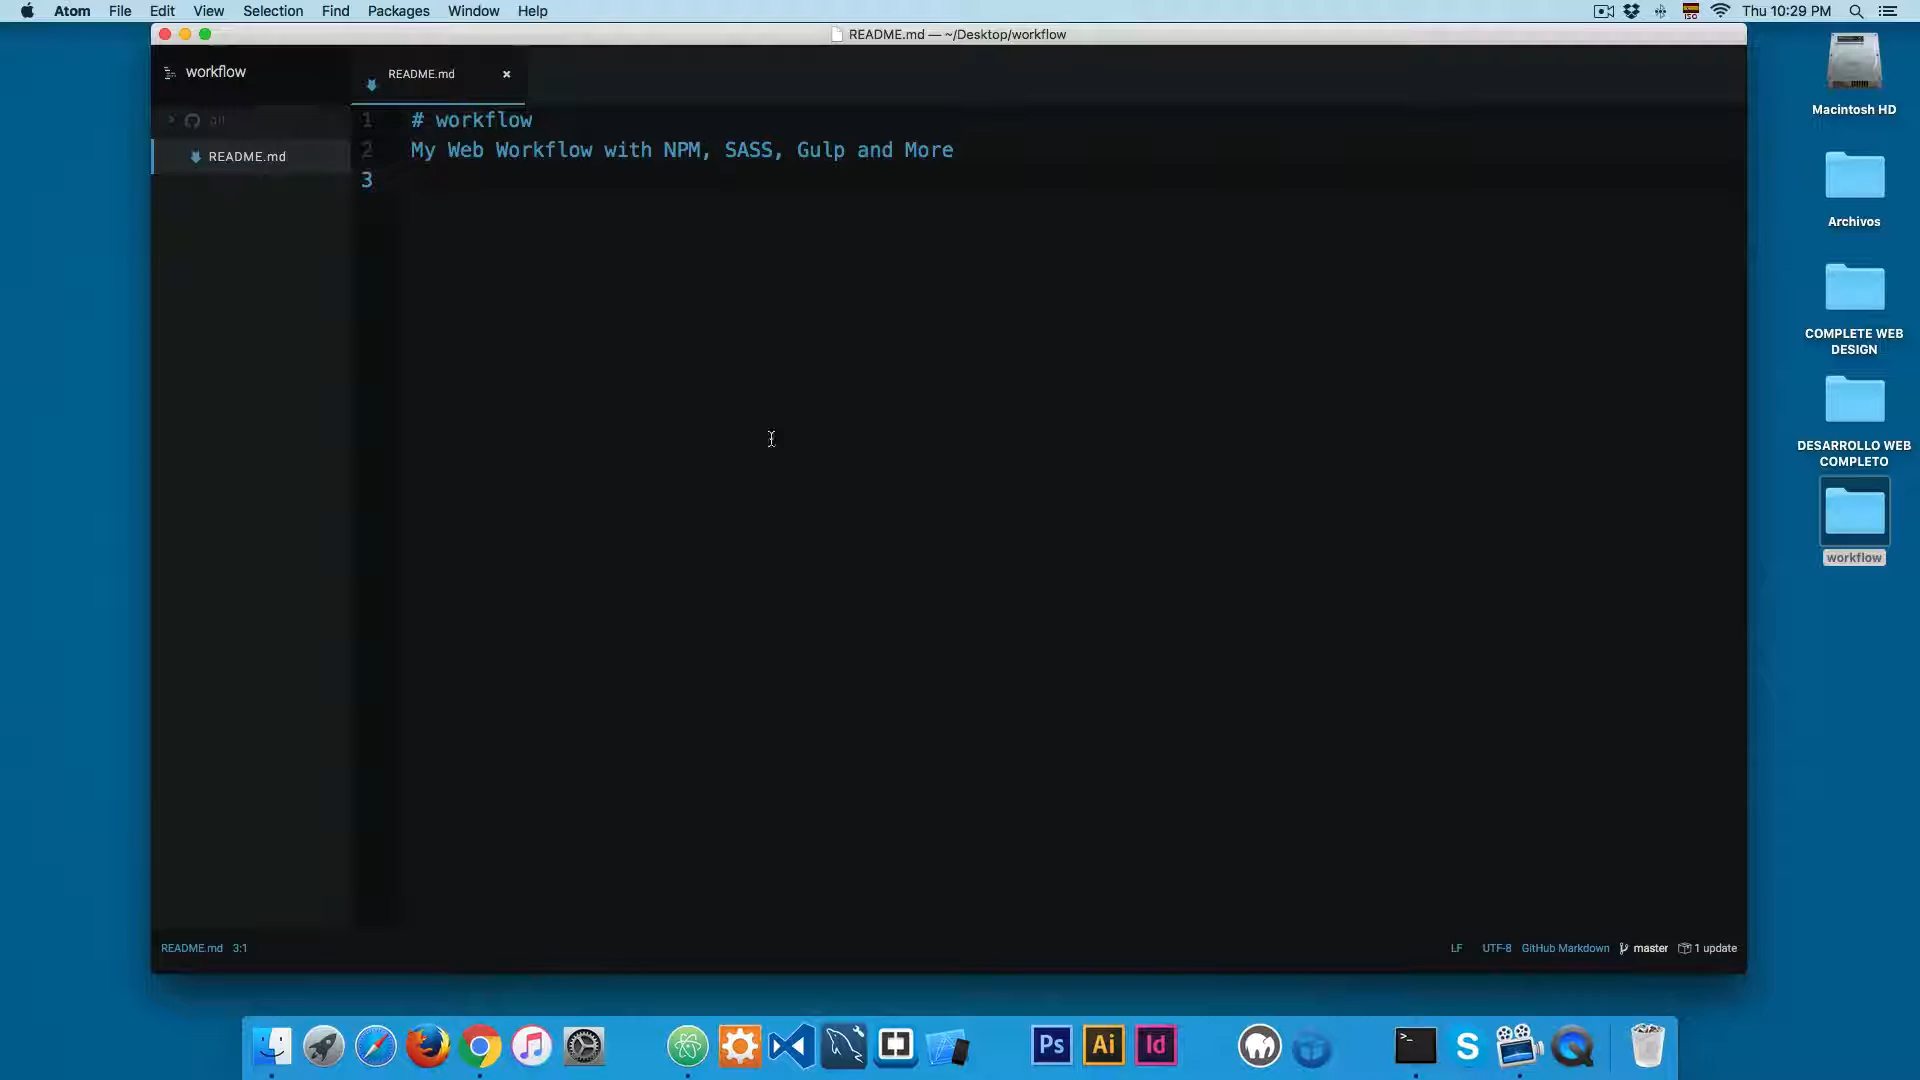 Atom File Edit View Selection Find Packages Window Help
ISO Thu 10:29 PM
README.md — ~/Desktop/workflow
workflow
README.md
.git
README.md
1 # workflow
2 My Web Workflow with NPM, SASS, Gulp and More
3
Macintosh HD
Archivos
COMPLETE WEB
DESIGN
DESARROLLO WEB
COMPLETO
workflow
README.md 3:1
LF UTF-8 GitHub Markdown master 1 update
Ps Ai Id
>_
S